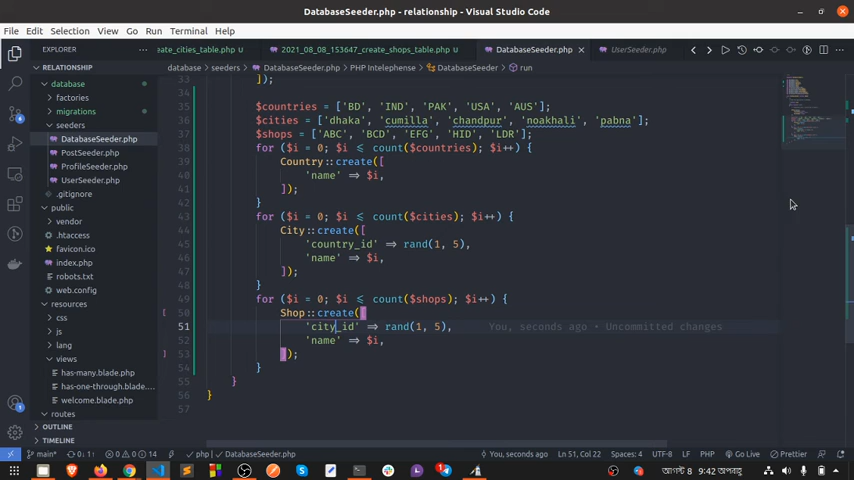 DatabaseSeeder.php - relationship - Visual Studio Code
File Edit Selection View Go Run Terminal Help
EXPLORER
RELATIONSHIP
database
factories
migrations
seeders
DatabaseSeeder.php
PostSeeder.php
ProfileSeeder.php
UserSeeder.php
.gitignore
public
vendor
.htaccess
favicon.ico
index.php
robots.txt
web.config
resources
css
js
lang
views
has-many.blade.php
has-one-through.blade...
welcome.blade.php
routes
OUTLINE
TIMELINE
eate_cities_table.php U 2021_08_08_153647_create_shops_table.php U DatabaseSeeder.php UserSeeder.php
database > seeders > DatabaseSeeder.php > PHP Intelephense > DatabaseSeeder > run
33 ]);
34
35 $countries = ['BD', 'IND', 'PAK', 'USA', 'AUS'];
36 $cities = ['dhaka', 'cumilla', 'chandpur', 'noakhali', 'pabna'];
37 $shops = ['ABC', 'BCD', 'EFG', 'HID', 'LDR'];
38 for ($i = 0; $i <= count($countries); $i++) {
39 Country::create([
40 'name' => $i,
41 ]);
42 }
43 for ($i = 0; $i <= count($cities); $i++) {
44 City::create([
45 'country_id' => rand(1, 5),
46 'name' => $i,
47 ]);
48 }
49 for ($i = 0; $i <= count($shops); $i++) {
50 Shop::create([
51 'city_id' => rand(1, 5), You, seconds ago • Uncommitted changes
52 'name' => $i,
53 ]);
54 }
55 }
56 }
57
main* 0↓ 1↑ 0 0 14 php DatabaseSeeder.php You, seconds ago Ln 51, Col 22 Spaces: 4 UTF-8 LF PHP Go Live Prettier
আগস্ট 8 9:42 অপরাহ্ণ